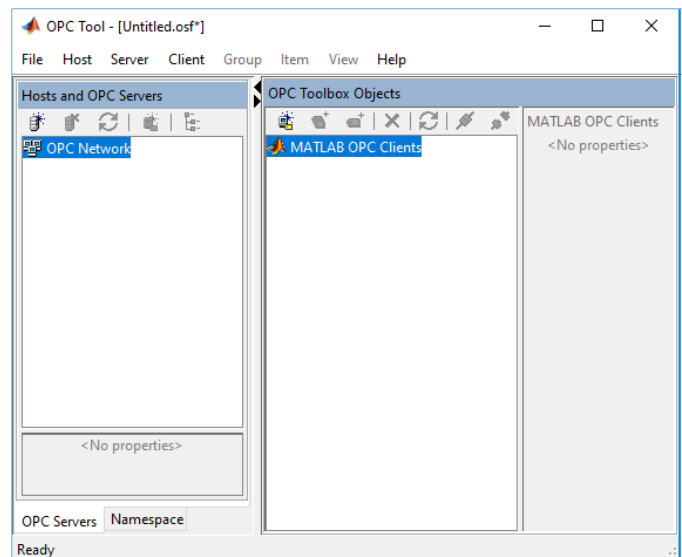 OPC Tool - [Untitled.osf*]
File Host Server Client Group Item View Help
Hosts and OPC Servers
OPC Network
<No properties>
OPC Servers Namespace
OPC Toolbox Objects
MATLAB OPC Clients
MATLAB OPC Clients
<No properties>
Ready